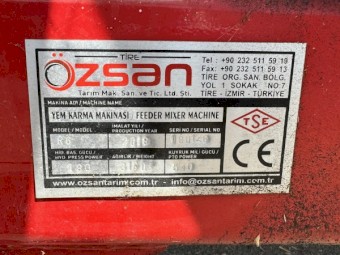 TİRE
özsan
Tarım Mak. San. ve Tic. Ltd. Şti.
Tel : +90 232 511 59 18
Fax: +90 232 511 59 13
TİRE ORG. SAN. BÖLG.
YOL 1 SOKAK NO:7
TİRE - İZMİR - TÜRKİYE
MAKİNA ADI / MACHINE NAME
YEM KARMA MAKİNASI / FEEDER MIXER MACHINE
MODEL / MODEL
İMALAT YILI / PRODUCTION YEAR
SERİ NO / SERIAL NO
TSE
HİD. BAS. GÜCÜ / HYD. PRESS POWER
AĞIRLIK / WEIGHT
KUYRUK MİLİ GÜCÜ / PTO POWER
www.ozsantarim.com.tr - info@ozsantarim.com.tr